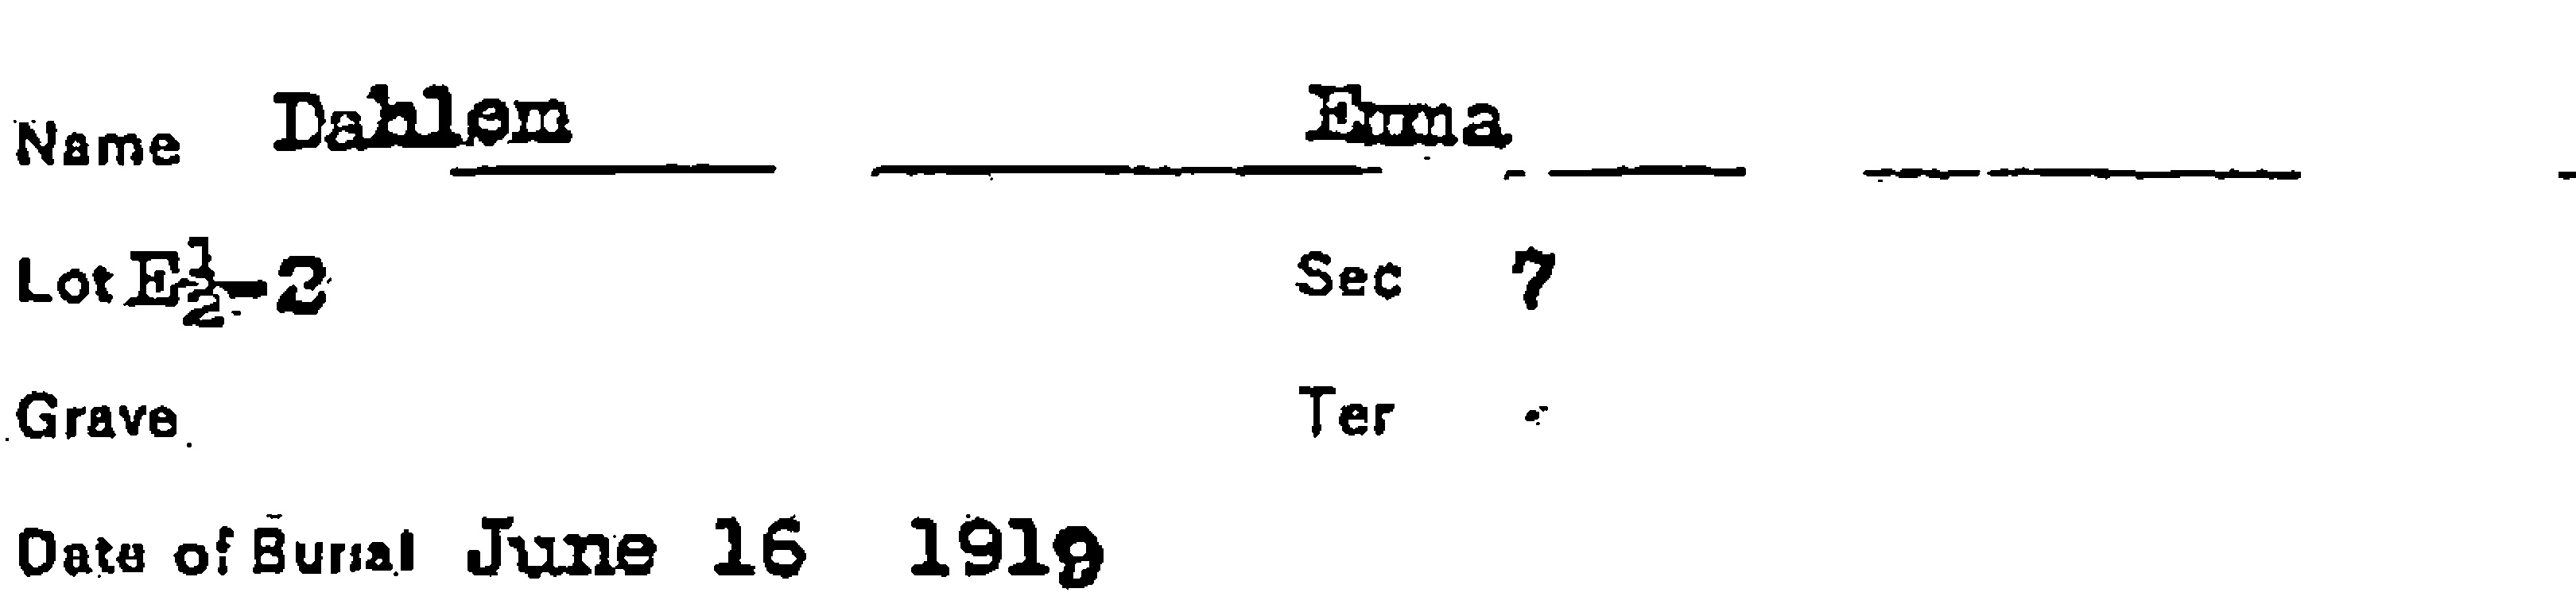 Name Dahlem Emma
Lot E½-2 Sec 7
Grave Ter
Date of Burial June 16 1919